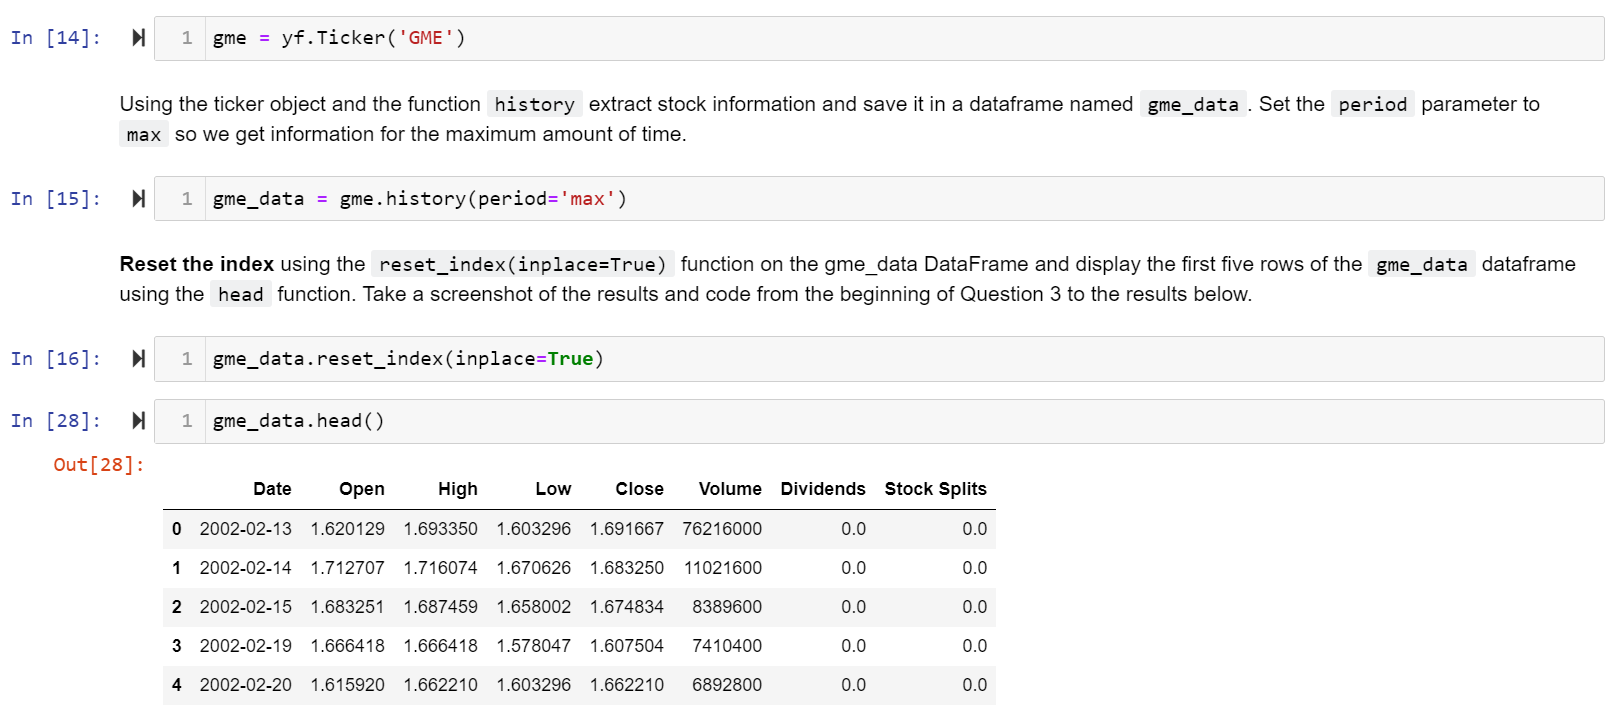 In [14]: 1 gme = yf.Ticker('GME')
Using the ticker object and the function history extract stock information and save it in a dataframe named gme_data . Set the period parameter to
max so we get information for the maximum amount of time.
In [15]: 1 gme_data = gme.history(period='max')
Reset the index using the reset_index(inplace=True) function on the gme_data DataFrame and display the first five rows of the gme_data dataframe
using the head function. Take a screenshot of the results and code from the beginning of Question 3 to the results below.
In [16]: 1 gme_data.reset_index(inplace=True)
In [28]: 1 gme_data.head()
Out[28]:
Date Open High Low Close Volume Dividends Stock Splits
0 2002-02-13 1.620129 1.693350 1.603296 1.691667 76216000 0.0 0.0
1 2002-02-14 1.712707 1.716074 1.670626 1.683250 11021600 0.0 0.0
2 2002-02-15 1.683251 1.687459 1.658002 1.674834 8389600 0.0 0.0
3 2002-02-19 1.666418 1.666418 1.578047 1.607504 7410400 0.0 0.0
4 2002-02-20 1.615920 1.662210 1.603296 1.662210 6892800 0.0 0.0